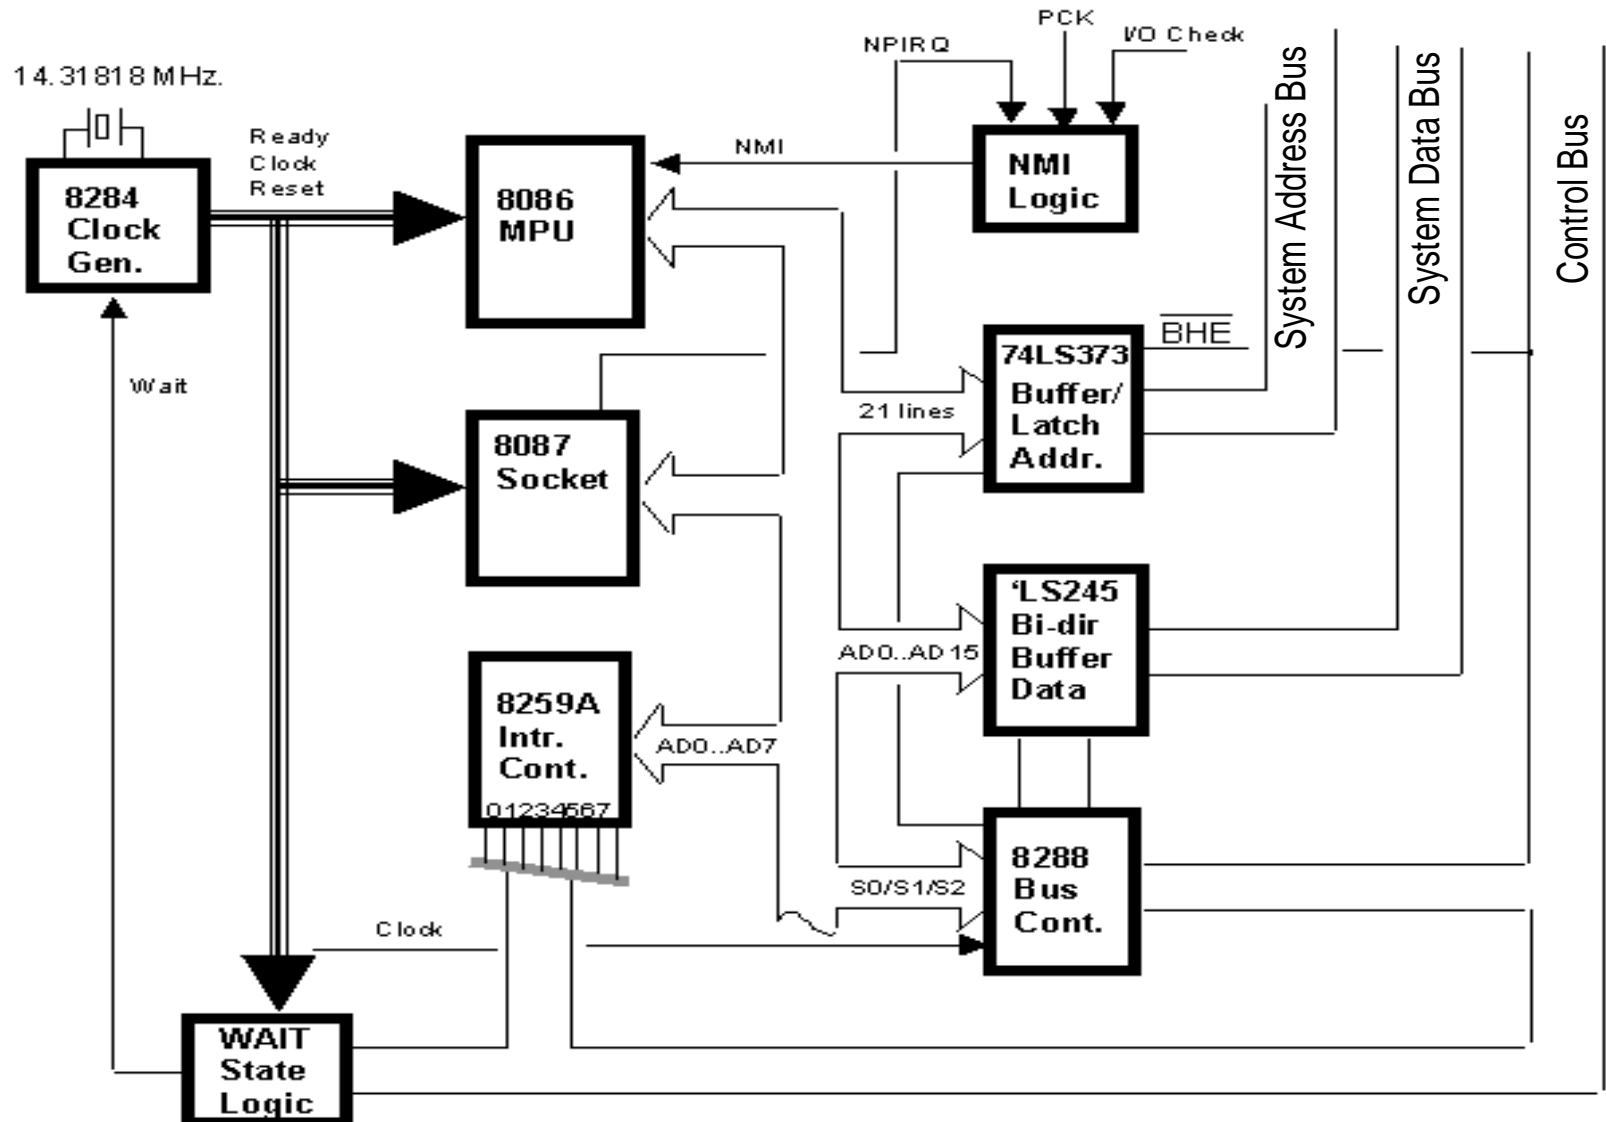 PCK
NPIRQ
I/O Check
14.31818 MHz.
Ready
Clock
Reset
NMI
8284
Clock
Gen.
8086
MPU
NMI
Logic
System Address Bus
System Data Bus
Control Bus
BHE
Wait
74LS373
Buffer/
Latch
Addr.
21 lines
8087
Socket
'LS245
Bi-dir
Buffer
Data
AD0..AD15
8259A
Intr.
Cont.
01234567
AD0..AD7
8288
Bus
Cont.
S0/S1/S2
Clock
WAIT
State
Logic